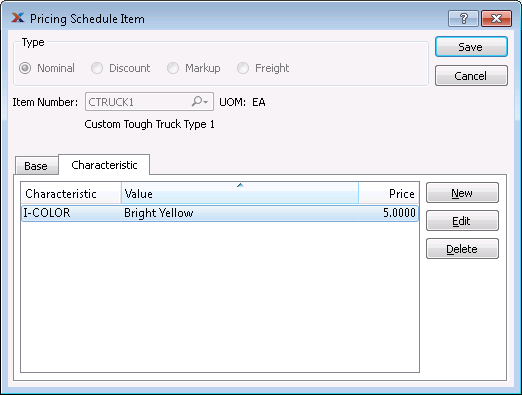 Pricing Schedule Item
?
Type
Nominal Discount Markup Freight
Save
Cancel
Item Number: CTRUCK1 UOM: EA
Custom Tough Truck Type 1
Base Characteristic
Characteristic Value Price
I-COLOR Bright Yellow 5.0000
New
Edit
Delete